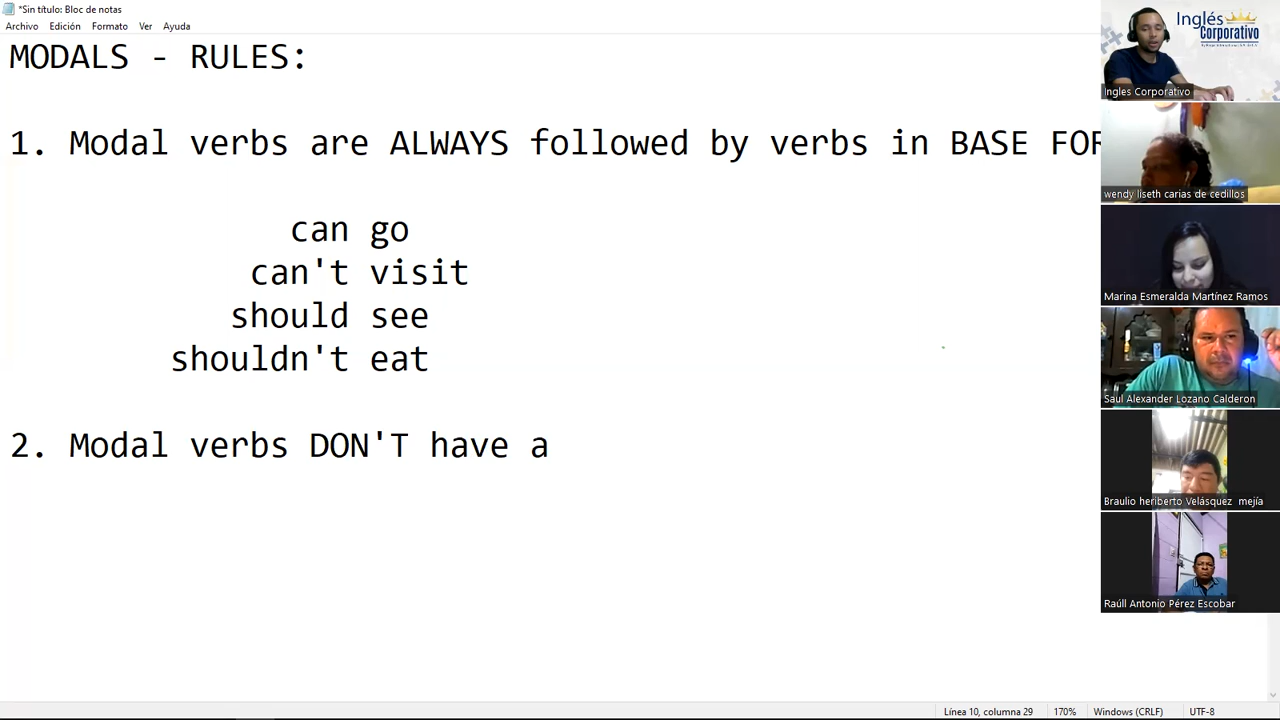 *Sin título: Bloc de notas
Archivo Edición Formato Ver Ayuda
MODALS - RULES:
1. Modal verbs are ALWAYS followed by verbs in BASE FOR
can go
can't visit
should see
shouldn't eat
2. Modal verbs DON'T have a
Línea 10, columna 29 170% Windows (CRLF) UTF-8
Inglés
Corporativo
Ingles Corporativo
wendy liseth carias de cedillos
Marina Esmeralda Martínez Ramos
Saul Alexander Lozano Calderon
Braulio heriberto Velásquez mejía
Raúll Antonio Pérez Escobar